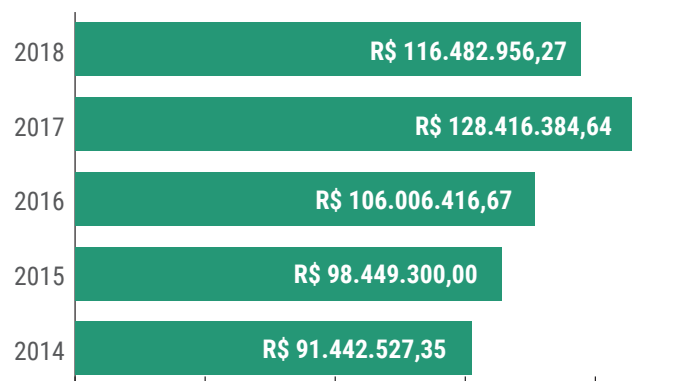 2018 R$ 116.482.956,27
2017 R$ 128.416.384,64
2016 R$ 106.006.416,67
2015 R$ 98.449.300,00
2014 R$ 91.442.527,35